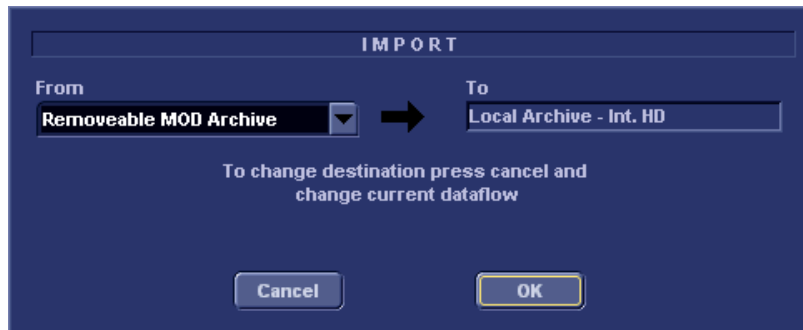 IMPORT
From
To
Removeable MOD Archive
Local Archive - Int. HD
To change destination press cancel and
change current dataflow
Cancel
OK